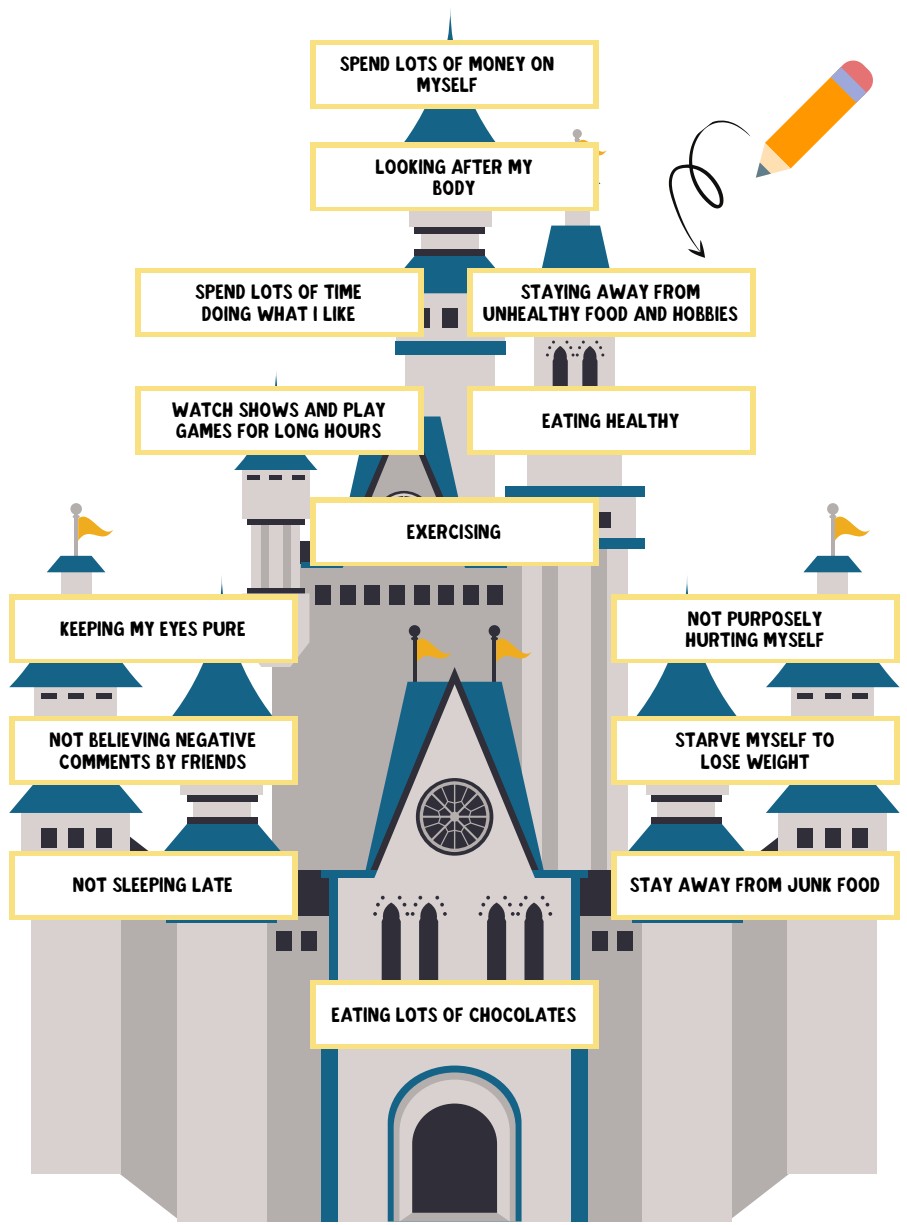 SPEND LOTS OF MONEY ON
MYSELF
LOOKING AFTER MY
BODY
SPEND LOTS OF TIME
DOING WHAT I LIKE
STAYING AWAY FROM
UNHEALTHY FOOD AND HOBBIES
WATCH SHOWS AND PLAY
GAMES FOR LONG HOURS
EATING HEALTHY
EXERCISING
KEEPING MY EYES PURE
NOT PURPOSELY
HURTING MYSELF
NOT BELIEVING NEGATIVE
COMMENTS BY FRIENDS
STARVE MYSELF TO
LOSE WEIGHT
NOT SLEEPING LATE
STAY AWAY FROM JUNK FOOD
EATING LOTS OF CHOCOLATES